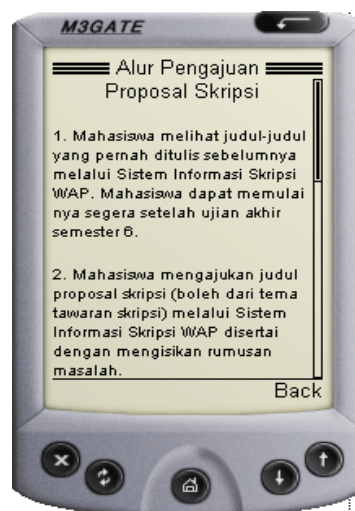 M3GATE
Alur Pengajuan
Proposal Skripsi
1. Mahasiswa melihat judul-judul
yang pernah ditulis sebelumnya
melalui Sistem Informasi Skripsi
WAP. Mahasiswa dapat memulai
nya segera setelah ujian akhir
semester 6.
2. Mahasiswa mengajukan judul
proposal skripsi (boleh dari tema
tawaran skripsi) melalui Sistem
Informasi Skripsi WAP disertai
dengan mengisikan rumusan
masalah.
Back